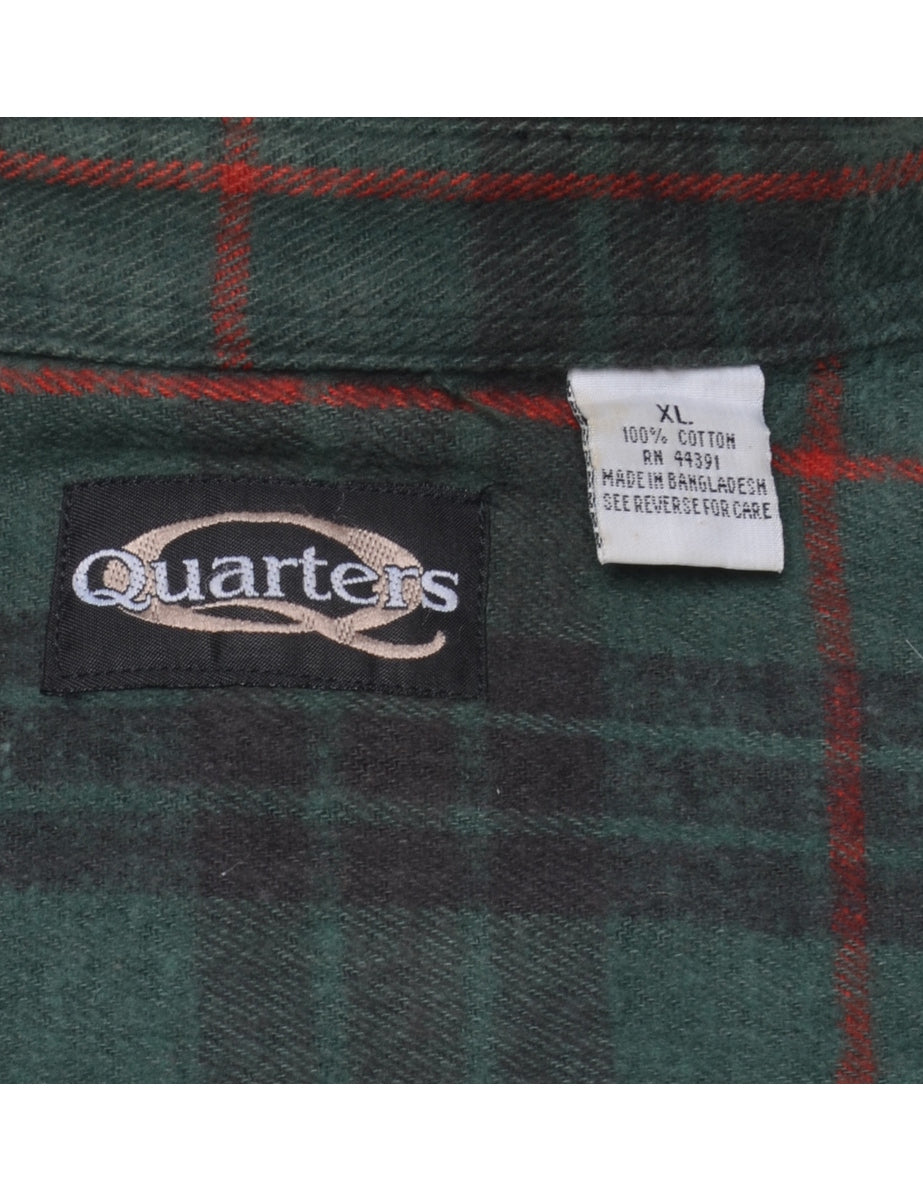 XL
100% COTTON
RN 44391
MADE IN BANGLADESH
SEE REVERSE FOR CARE
Quarters